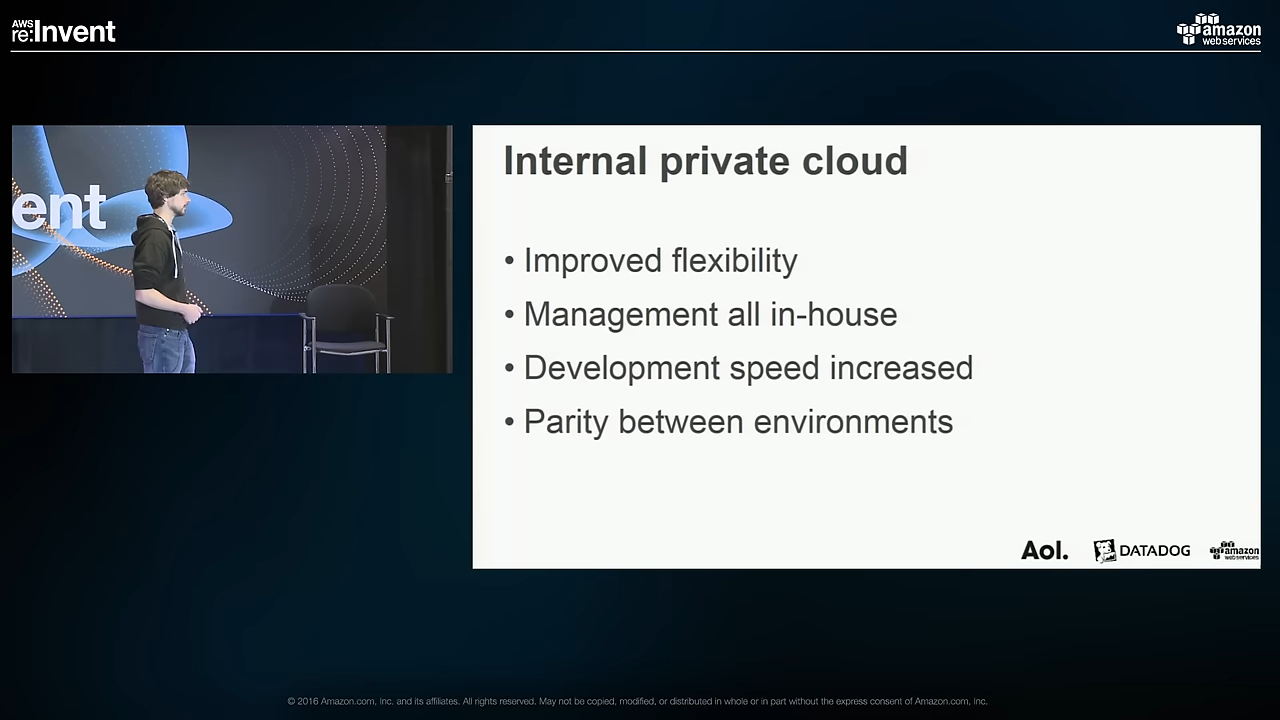 AWS
re:Invent
amazon
web services
ent
Internal private cloud
• Improved flexibility
• Management all in-house
• Development speed increased
• Parity between environments
Aol.
DATADOG
amazon
web services
© 2016 Amazon.com, Inc. and its affiliates. All rights reserved. May not be copied, modified, or distributed in whole or in part without the express consent of Amazon.com, Inc.